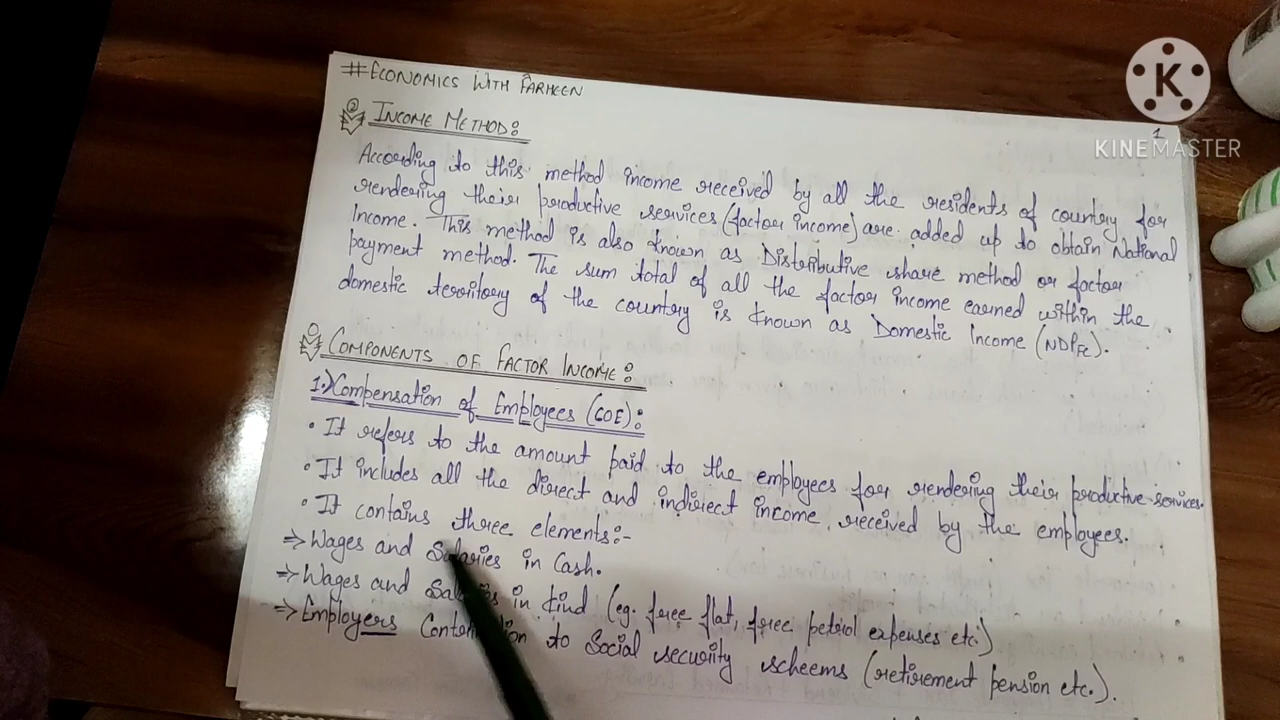 #ECONOMICS WITH FARHEEN
② INCOME METHOD:
According to this method income received by all the residents of country for
rendering their productive services (factor income) are added up to obtain National
Income. This method is also known as Distributive share method or factor
payment method. The sum total of all the factor income earned within the
domestic territory of the country is known as Domestic Income (NDPFC).
COMPONENTS OF FACTOR INCOME:
1.) Compensation of Employees (COE):
• It refers to the amount paid to the employees for rendering their productive services.
• It includes all the direct and indirect income received by the employees.
• It contains three elements:-
⇒ Wages and Salaries in Cash.
⇒ Wages and Salaries in kind (eg. free flat, free petrol expenses etc.)
⇒ Employers Contribution to Social security scheems (retirement pension etc.).
1
K
KINEMASTER